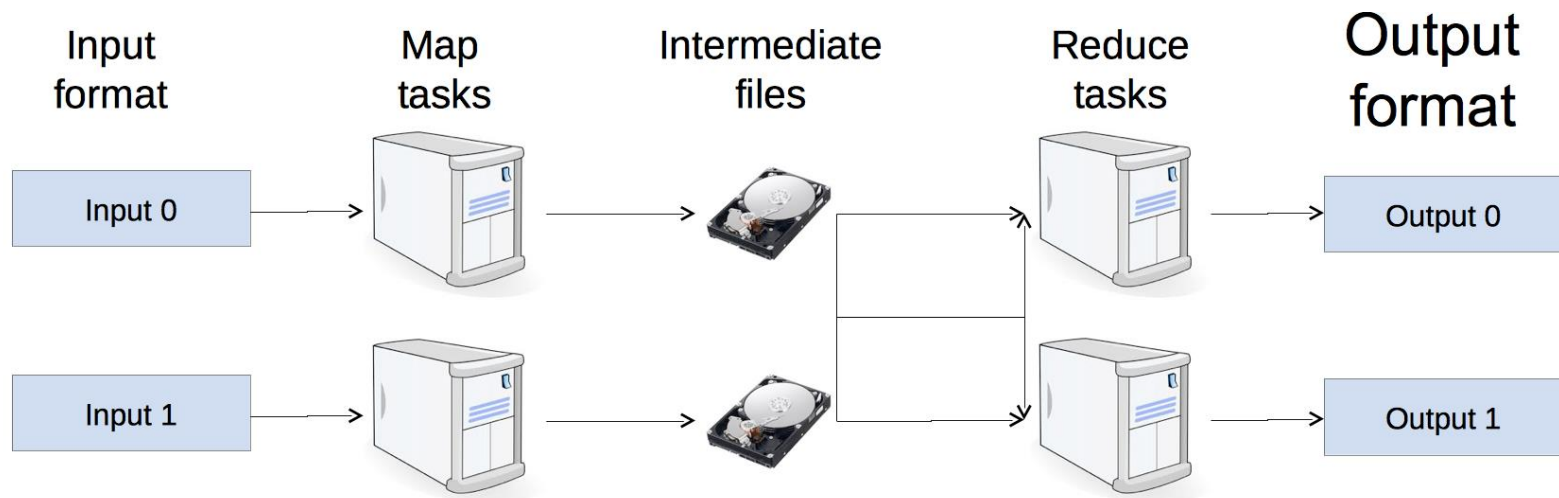 Input
format
Map
tasks
Intermediate
files
Reduce
tasks
Output
format
Input 0
Output 0
Input 1
Output 1